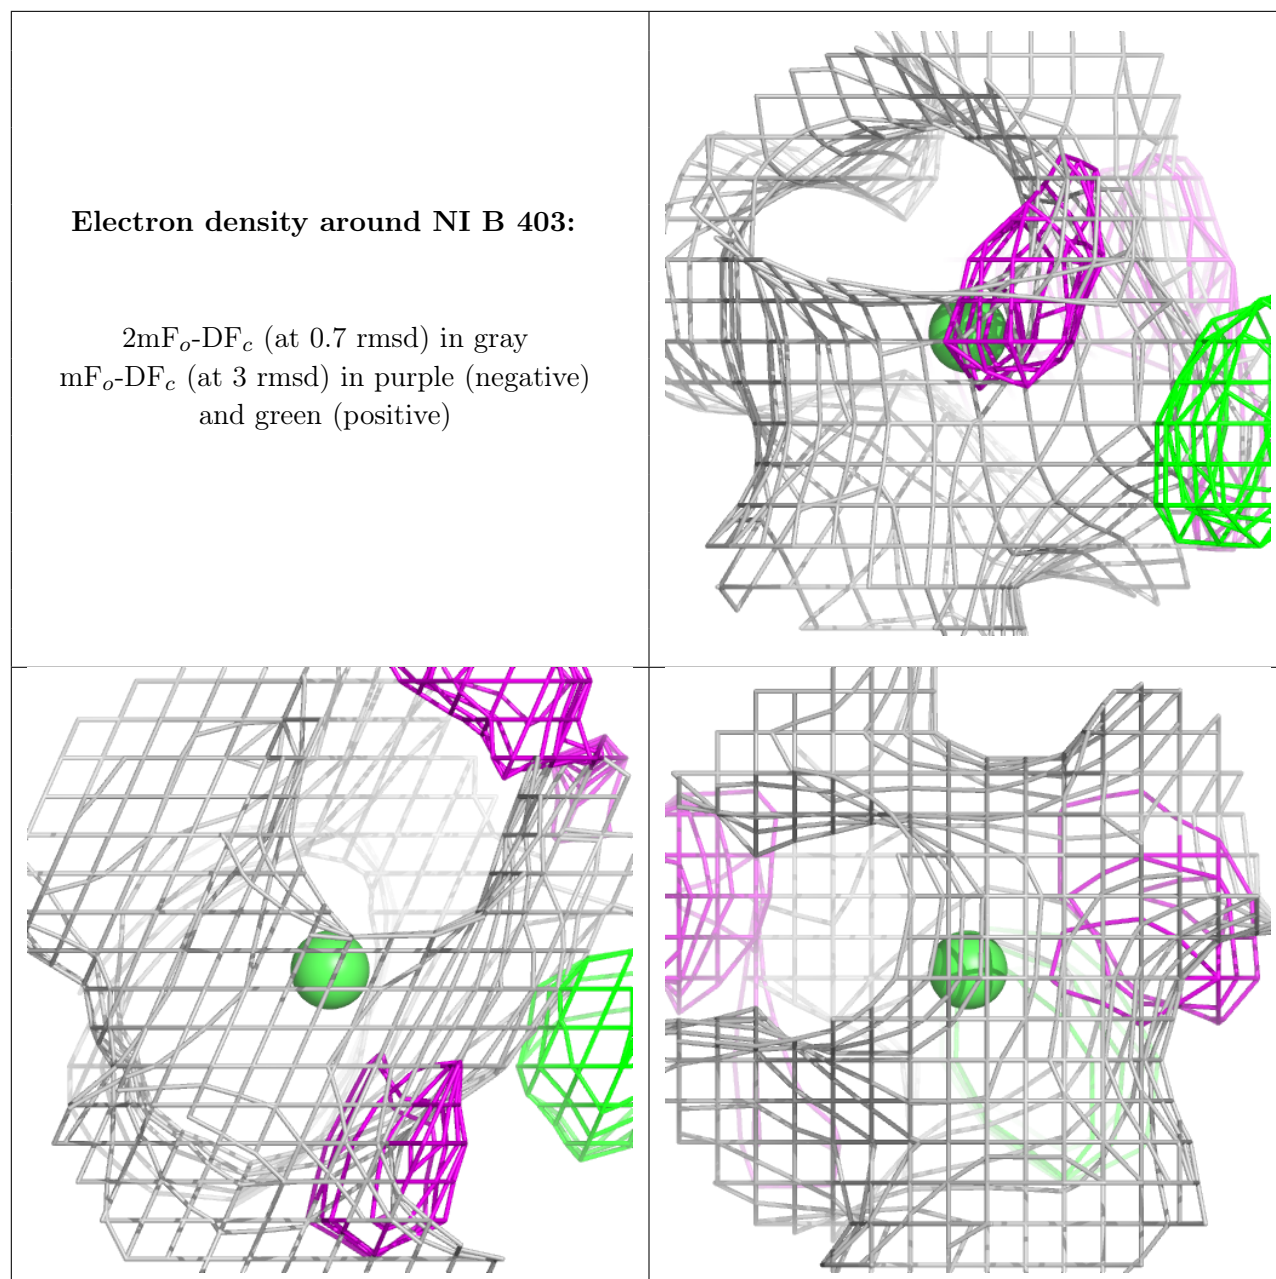 Electron density around NI B 403:
2mFo-DFc (at 0.7 rmsd) in gray
mFo-DFc (at 3 rmsd) in purple (negative)
and green (positive)